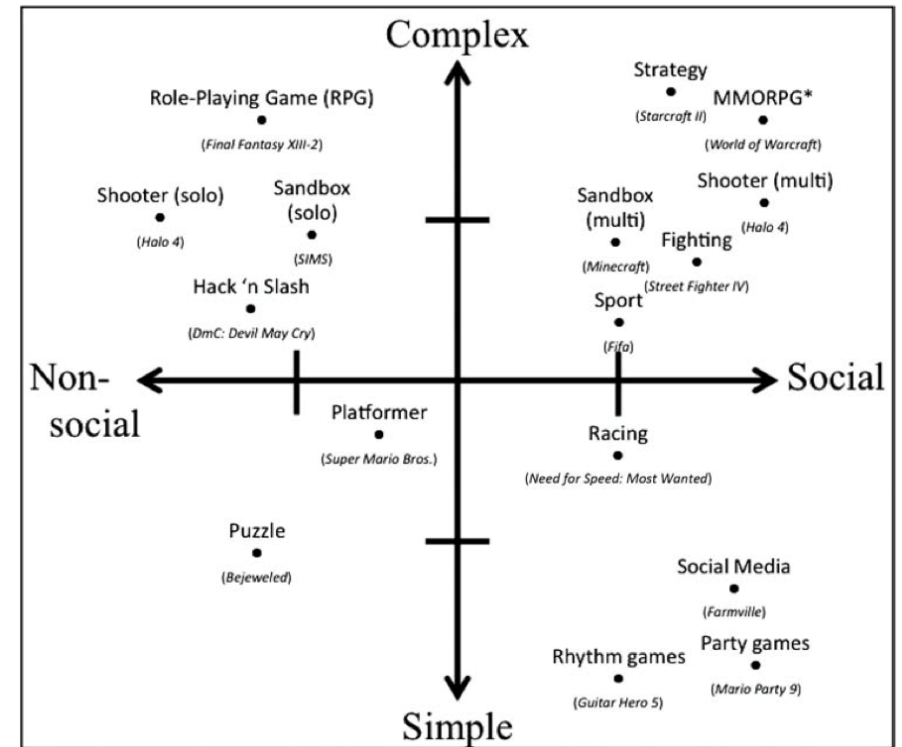 Complex
Strategy
(Starcraft II)
MMORPG*
(World of Warcraft)
Role-Playing Game (RPG)
(Final Fantasy XIII-2)
Shooter (solo)
(Halo 4)
Sandbox
(solo)
(SIMS)
Sandbox
(multi)
(Minecraft)
Shooter (multi)
(Halo 4)
Fighting
(Street Fighter IV)
Hack ‘n Slash
(DmC: Devil May Cry)
Sport
(Fifa)
Non-
social
Social
Platformer
(Super Mario Bros.)
Racing
(Need for Speed: Most Wanted)
Puzzle
(Bejeweled)
Social Media
(Farmville)
Rhythm games
(Guitar Hero 5)
Party games
(Mario Party 9)
Simple